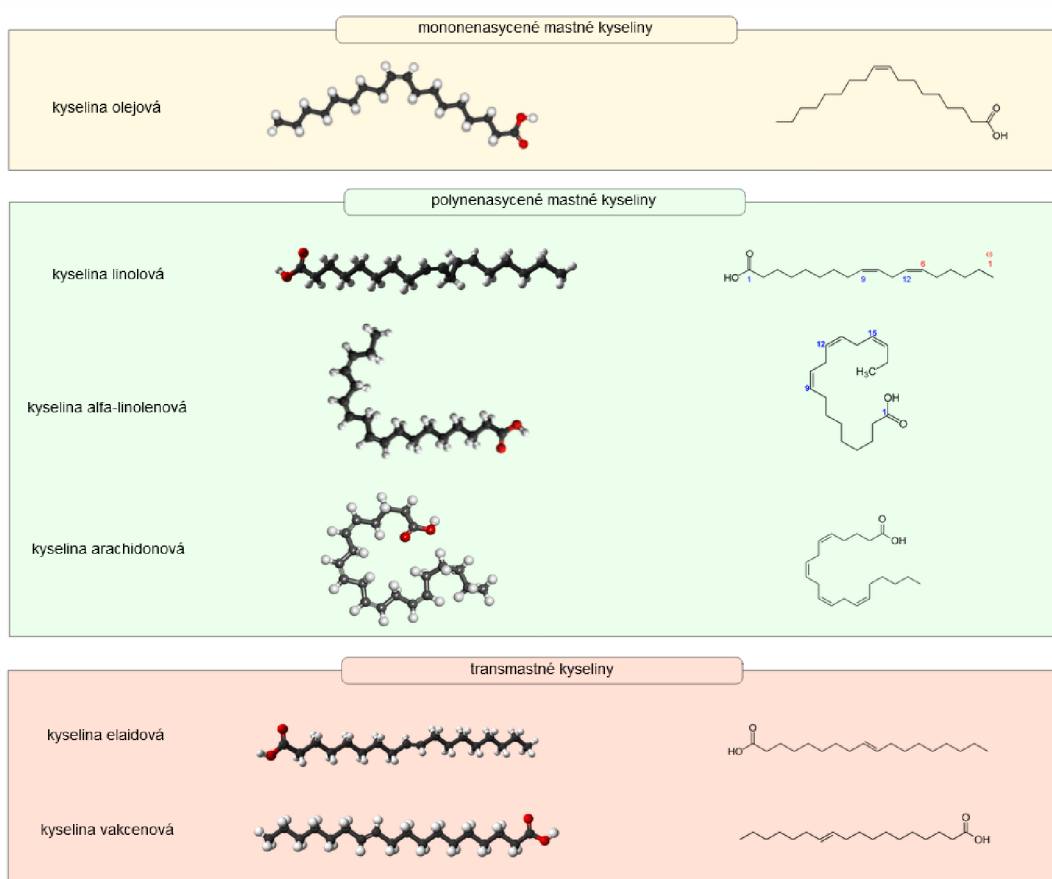 mononenasycené mastné kyseliny
kyselina olejová
O
OH
polynenasycené mastné kyseliny
kyselina linolová
O
HO
1
9
12
6
ω
1
kyselina alfa-linolenová
12
15
H₃C
9
OH
1
O
kyselina arachidonová
O
OH
transmastné kyseliny
kyselina elaidová
O
HO
kyselina vakcenová
O
OH